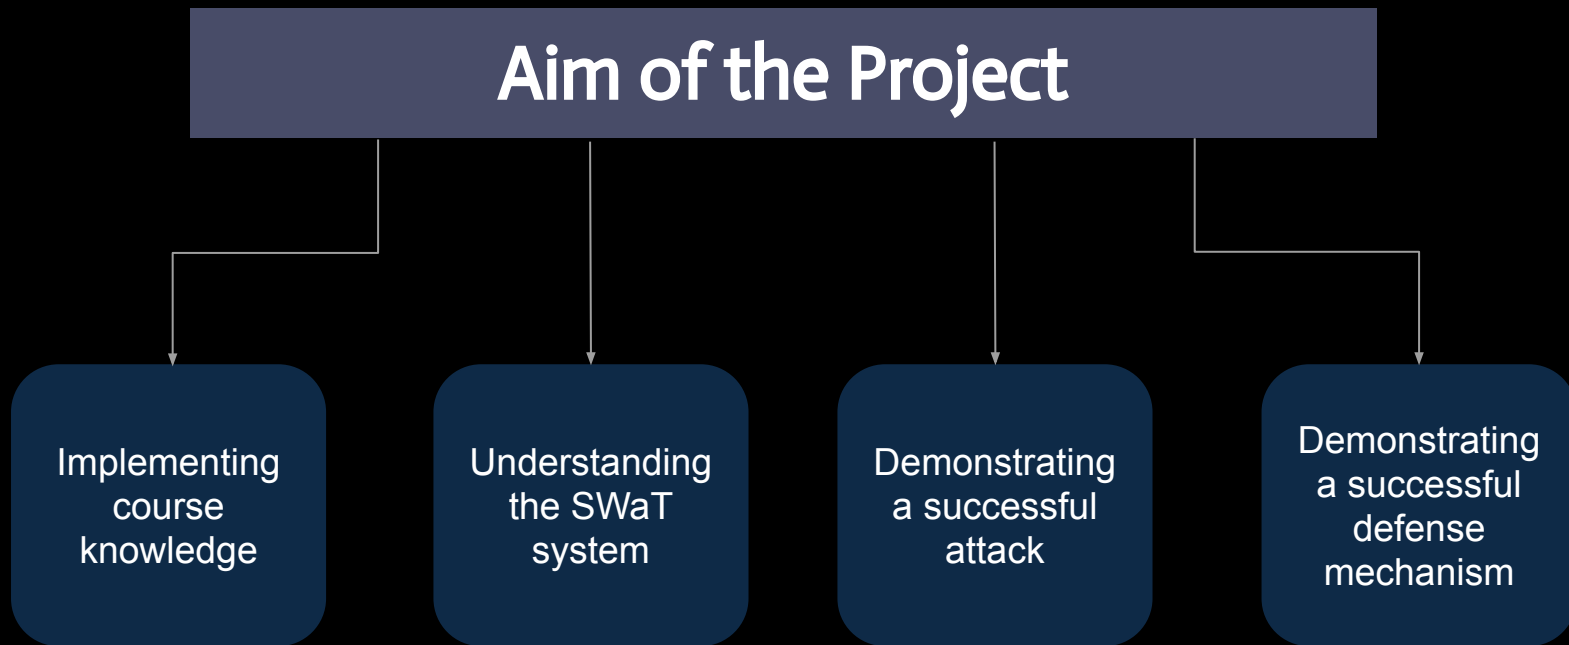 Aim of the Project
Implementing
course
knowledge
Understanding
the SWaT
system
Demonstrating
a successful
attack
Demonstrating
a successful
defense
mechanism